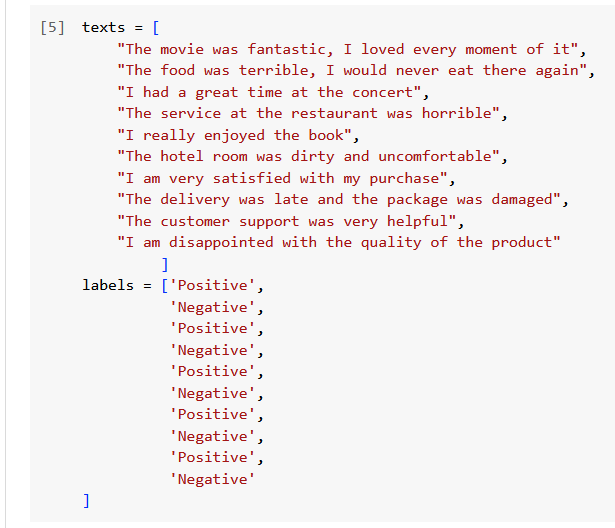 [5] texts = [
"The movie was fantastic, I loved every moment of it",
"The food was terrible, I would never eat there again",
"I had a great time at the concert",
"The service at the restaurant was horrible",
"I really enjoyed the book",
"The hotel room was dirty and uncomfortable",
"I am very satisfied with my purchase",
"The delivery was late and the package was damaged",
"The customer support was very helpful",
"I am disappointed with the quality of the product"
]
labels = ['Positive',
'Negative',
'Positive',
'Negative',
'Positive',
'Negative',
'Positive',
'Negative',
'Positive',
'Negative'
]